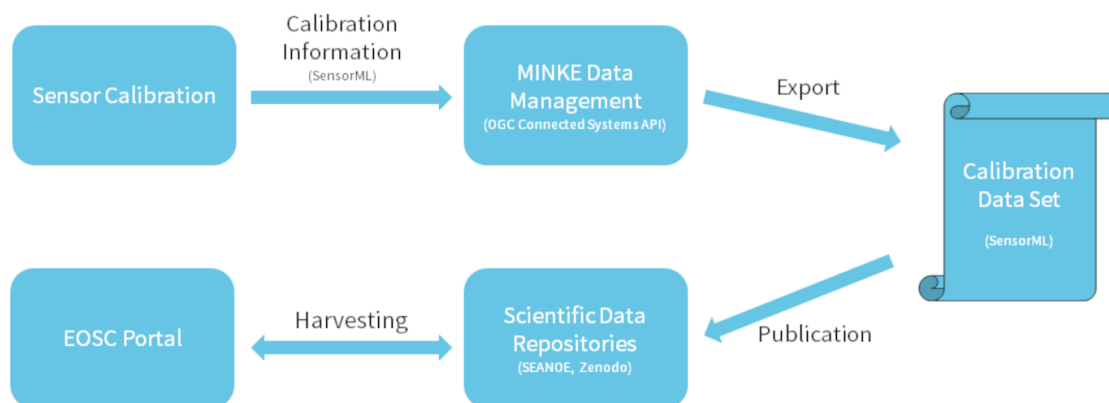 Calibration
Information
(SensorML)
Sensor Calibration
MINKE Data
Management
(OGC Connected Systems API)
Export
Calibration
Data Set
(SensorML)
EOSC Portal
Harvesting
Scientific Data
Repositories
(SEANOE, Zenodo)
Publication